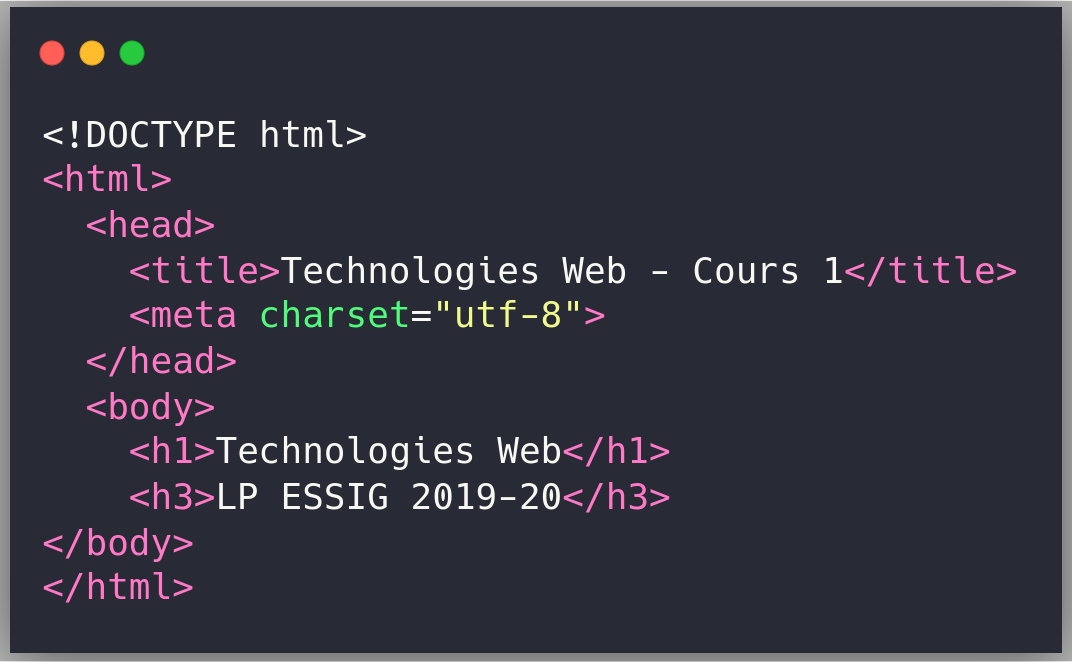 <!DOCTYPE html>
<html>
  <head>
    <title>Technologies Web - Cours 1</title>
    <meta charset="utf-8">
  </head>
  <body>
    <h1>Technologies Web</h1>
    <h3>LP ESSIG 2019-20</h3>
</body>
</html>